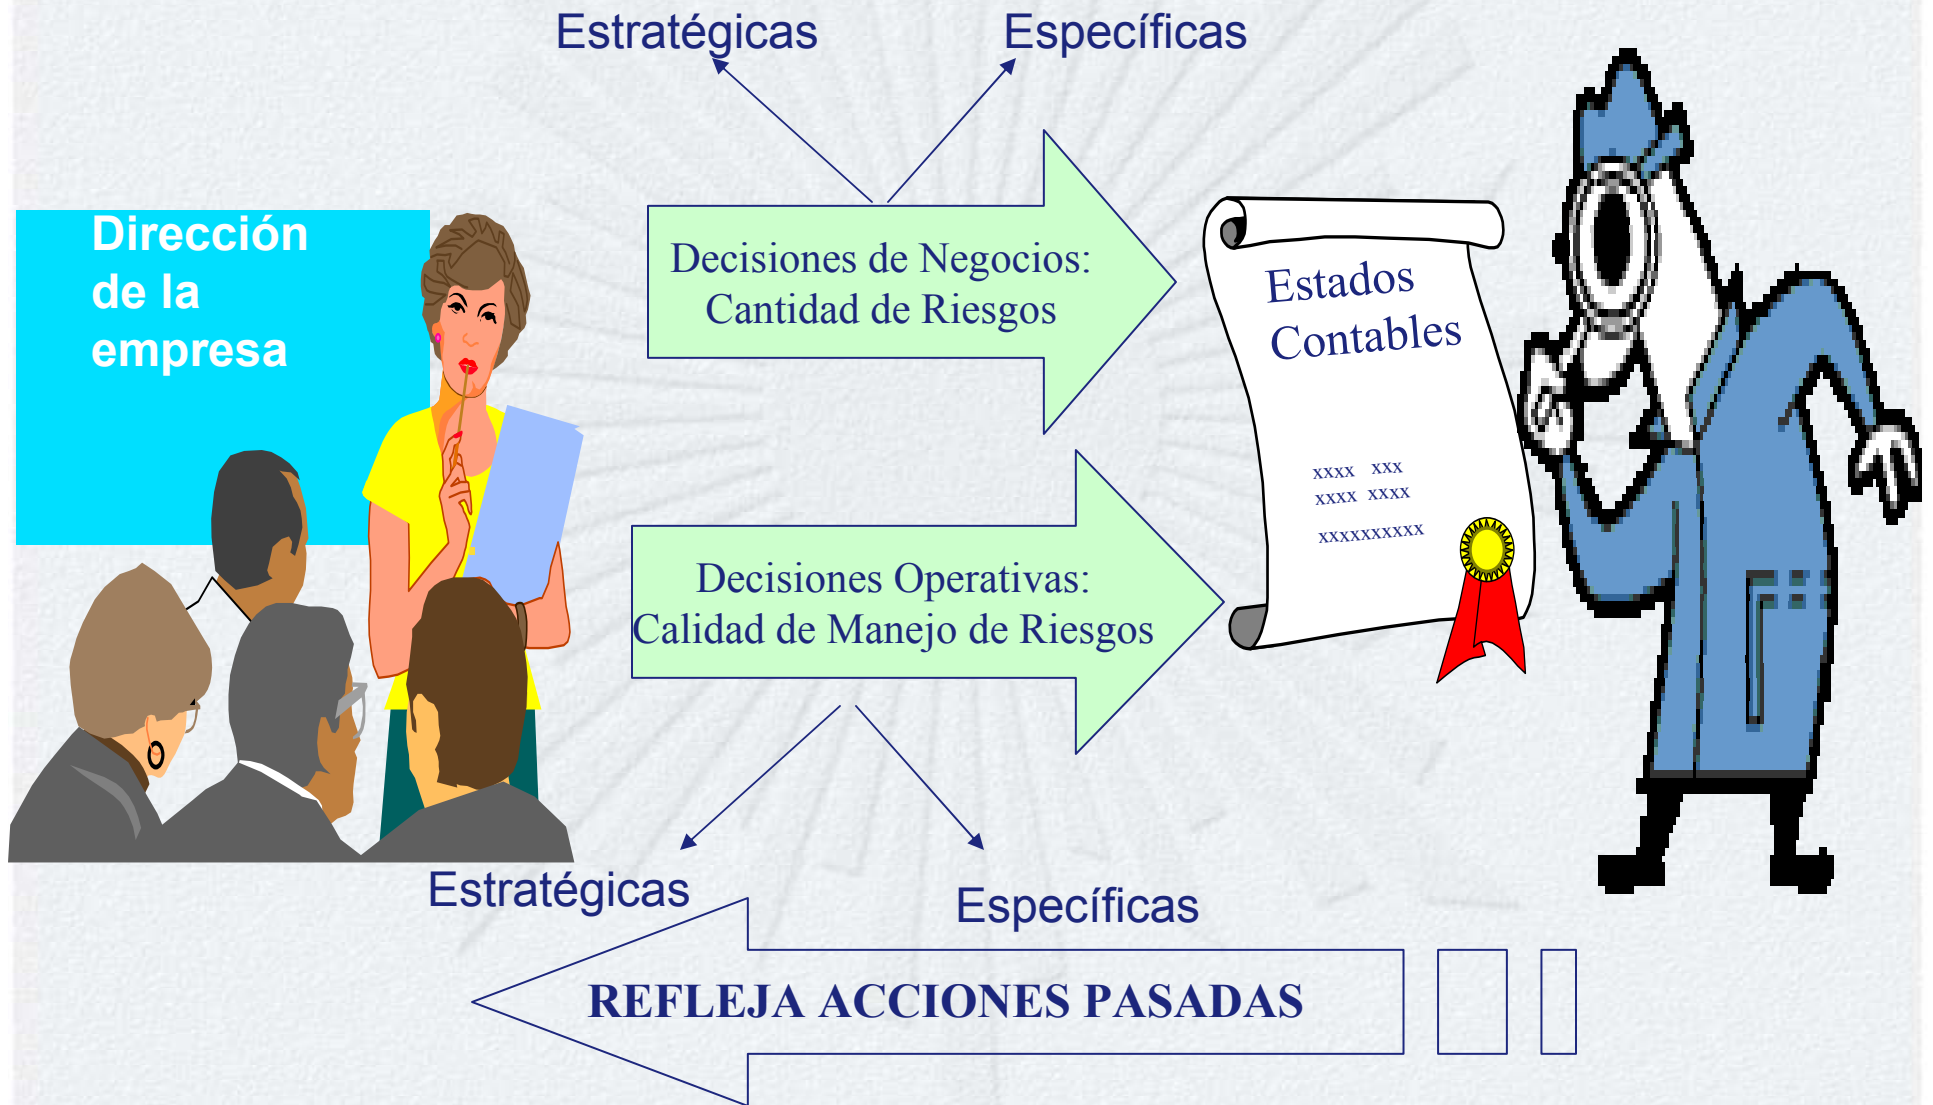 Estratégicas
Específicas
Dirección
de la
empresa
Decisiones de Negocios:
Cantidad de Riesgos
Estados
Contables
xxxx xxx
xxxx xxxx
xxxxxxxxxx
Decisiones Operativas:
Calidad de Manejo de Riesgos
Estratégicas
Específicas
REFLEJA ACCIONES PASADAS